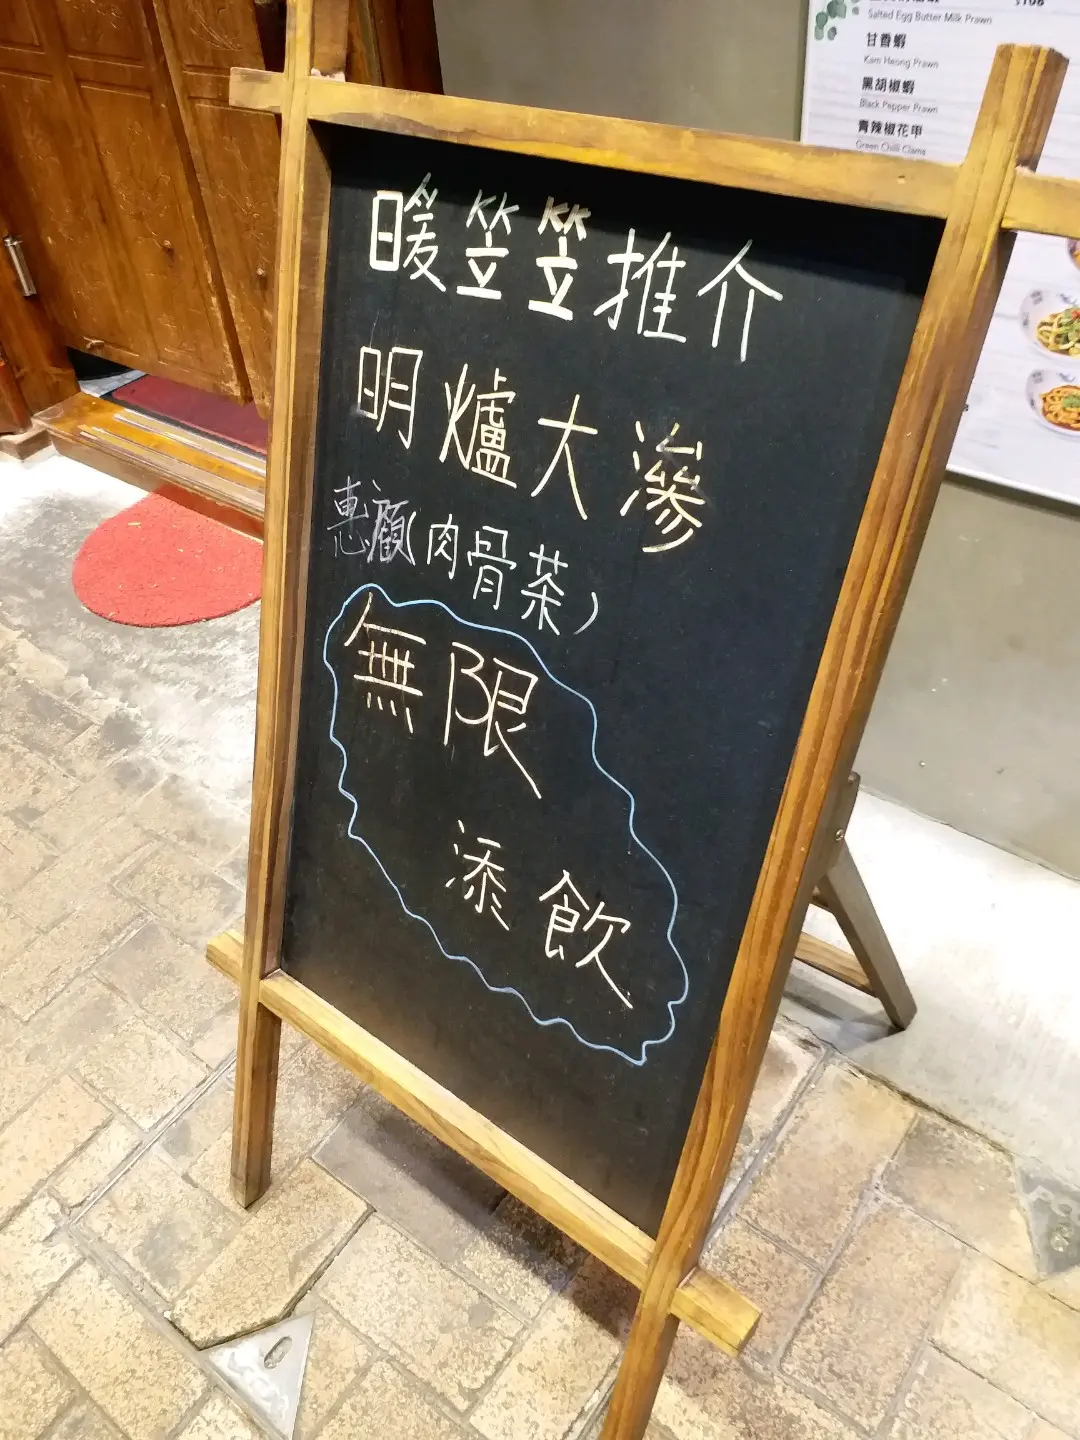 暖笠笠推介
明爐大滲
惠顧(肉骨茶)
無限
添飲
Salted Egg Butter Milk Prawn
甘香蝦
Kam Heong Prawn
黑胡椒蝦
Black Pepper Prawn
青辣椒花甲
Green Chilli Clams